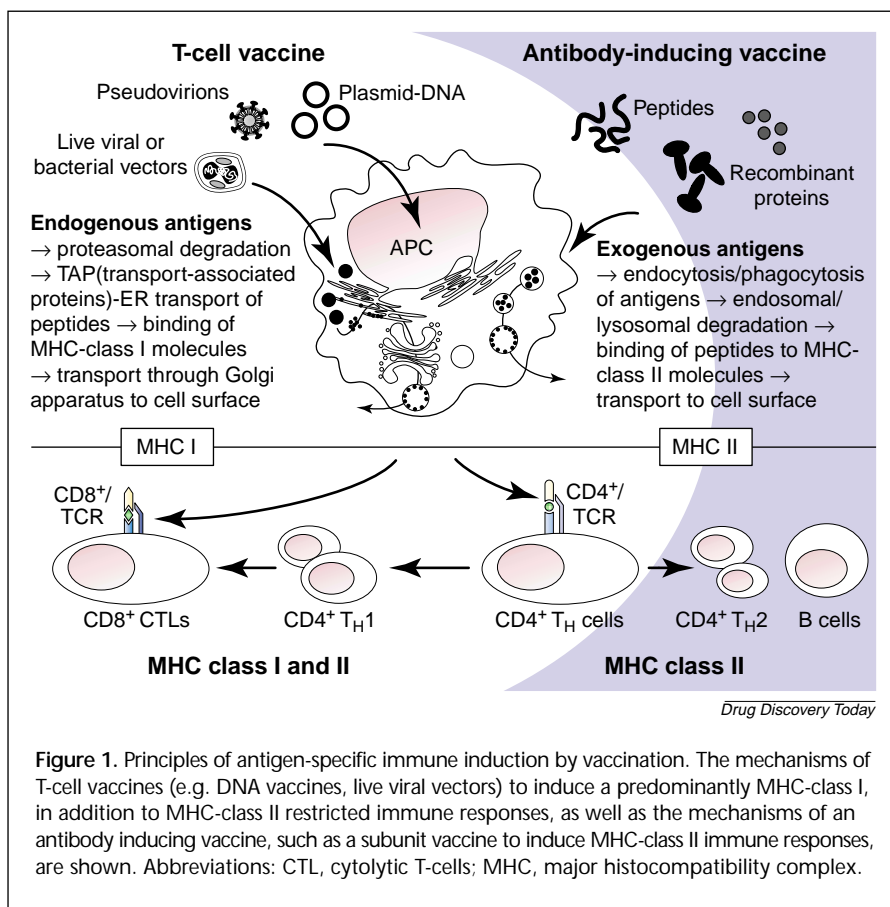 T-cell vaccine
Pseudovirions
Plasmid-DNA
Live viral or
bacterial vectors
Endogenous antigens
→ proteasomal degradation
→ TAP(transport-associated
proteins)-ER transport of
peptides → binding of
MHC-class I molecules
→ transport through Golgi
apparatus to cell surface
APC
Antibody-inducing vaccine
Peptides
Recombinant
proteins
Exogenous antigens
→ endocytosis/phagocytosis
of antigens → endosomal/
lysosomal degradation →
binding of peptides to MHC-
class II molecules →
transport to cell surface
MHC I
MHC II
CD8+/
TCR
CD4+/
TCR
CD8+ CTLs
CD4+ TH1
CD4+ TH cells
CD4+ TH2
B cells
MHC class I and II
MHC class II
Drug Discovery Today
Figure 1. Principles of antigen-specific immune induction by vaccination. The mechanisms of
T-cell vaccines (e.g. DNA vaccines, live viral vectors) to induce a predominantly MHC-class I,
in addition to MHC-class II restricted immune responses, as well as the mechanisms of an
antibody inducing vaccine, such as a subunit vaccine to induce MHC-class II immune responses,
are shown. Abbreviations: CTL, cytolytic T-cells; MHC, major histocompatibility complex.